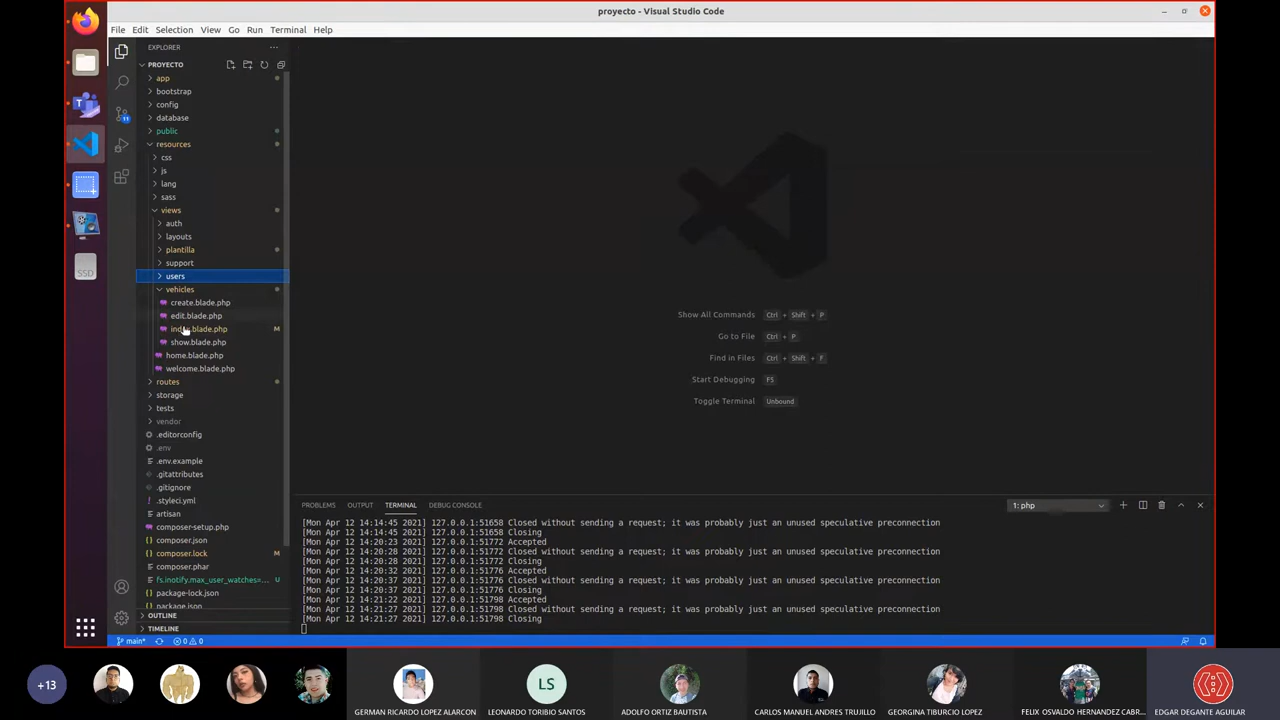 proyecto - Visual Studio Code
File Edit Selection View Go Run Terminal Help
EXPLORER
PROYECTO
app
bootstrap
config
database
public
resources
css
js
lang
sass
views
auth
layouts
plantilla
support
users
vehicles
create.blade.php
edit.blade.php
index.blade.php M
show.blade.php
home.blade.php
welcome.blade.php
routes
storage
tests
vendor
.editorconfig
.env
.env.example
.gitattributes
.gitignore
.styleci.yml
artisan
composer-setup.php
composer.json
composer.lock M
composer.phar
fs.inotify.max_user_watches=... U
package-lock.json
package.json
OUTLINE
TIMELINE
11
SSD
Show All Commands Ctrl + Shift + P
Go to File Ctrl + P
Find in Files Ctrl + Shift + F
Start Debugging F5
Toggle Terminal Unbound
PROBLEMS OUTPUT TERMINAL DEBUG CONSOLE 1: php
[Mon Apr 12 14:14:45 2021] 127.0.0.1:51658 Closed without sending a request; it was probably just an unused speculative preconnection
[Mon Apr 12 14:14:45 2021] 127.0.0.1:51658 Closing
[Mon Apr 12 14:20:23 2021] 127.0.0.1:51772 Accepted
[Mon Apr 12 14:20:28 2021] 127.0.0.1:51772 Closed without sending a request; it was probably just an unused speculative preconnection
[Mon Apr 12 14:20:28 2021] 127.0.0.1:51772 Closing
[Mon Apr 12 14:20:32 2021] 127.0.0.1:51776 Accepted
[Mon Apr 12 14:20:37 2021] 127.0.0.1:51776 Closed without sending a request; it was probably just an unused speculative preconnection
[Mon Apr 12 14:20:37 2021] 127.0.0.1:51776 Closing
[Mon Apr 12 14:21:22 2021] 127.0.0.1:51798 Accepted
[Mon Apr 12 14:21:27 2021] 127.0.0.1:51798 Closed without sending a request; it was probably just an unused speculative preconnection
[Mon Apr 12 14:21:27 2021] 127.0.0.1:51798 Closing
main* 0 0
+13
LS
GERMAN RICARDO LOPEZ ALARCON
LEONARDO TORIBIO SANTOS
ADOLFO ORTIZ BAUTISTA
CARLOS MANUEL ANDRES TRUJILLO
GEORGINA TIBURCIO LOPEZ
FELIX OSVALDO HERNANDEZ CABR...
EDGAR DEGANTE AGUILAR